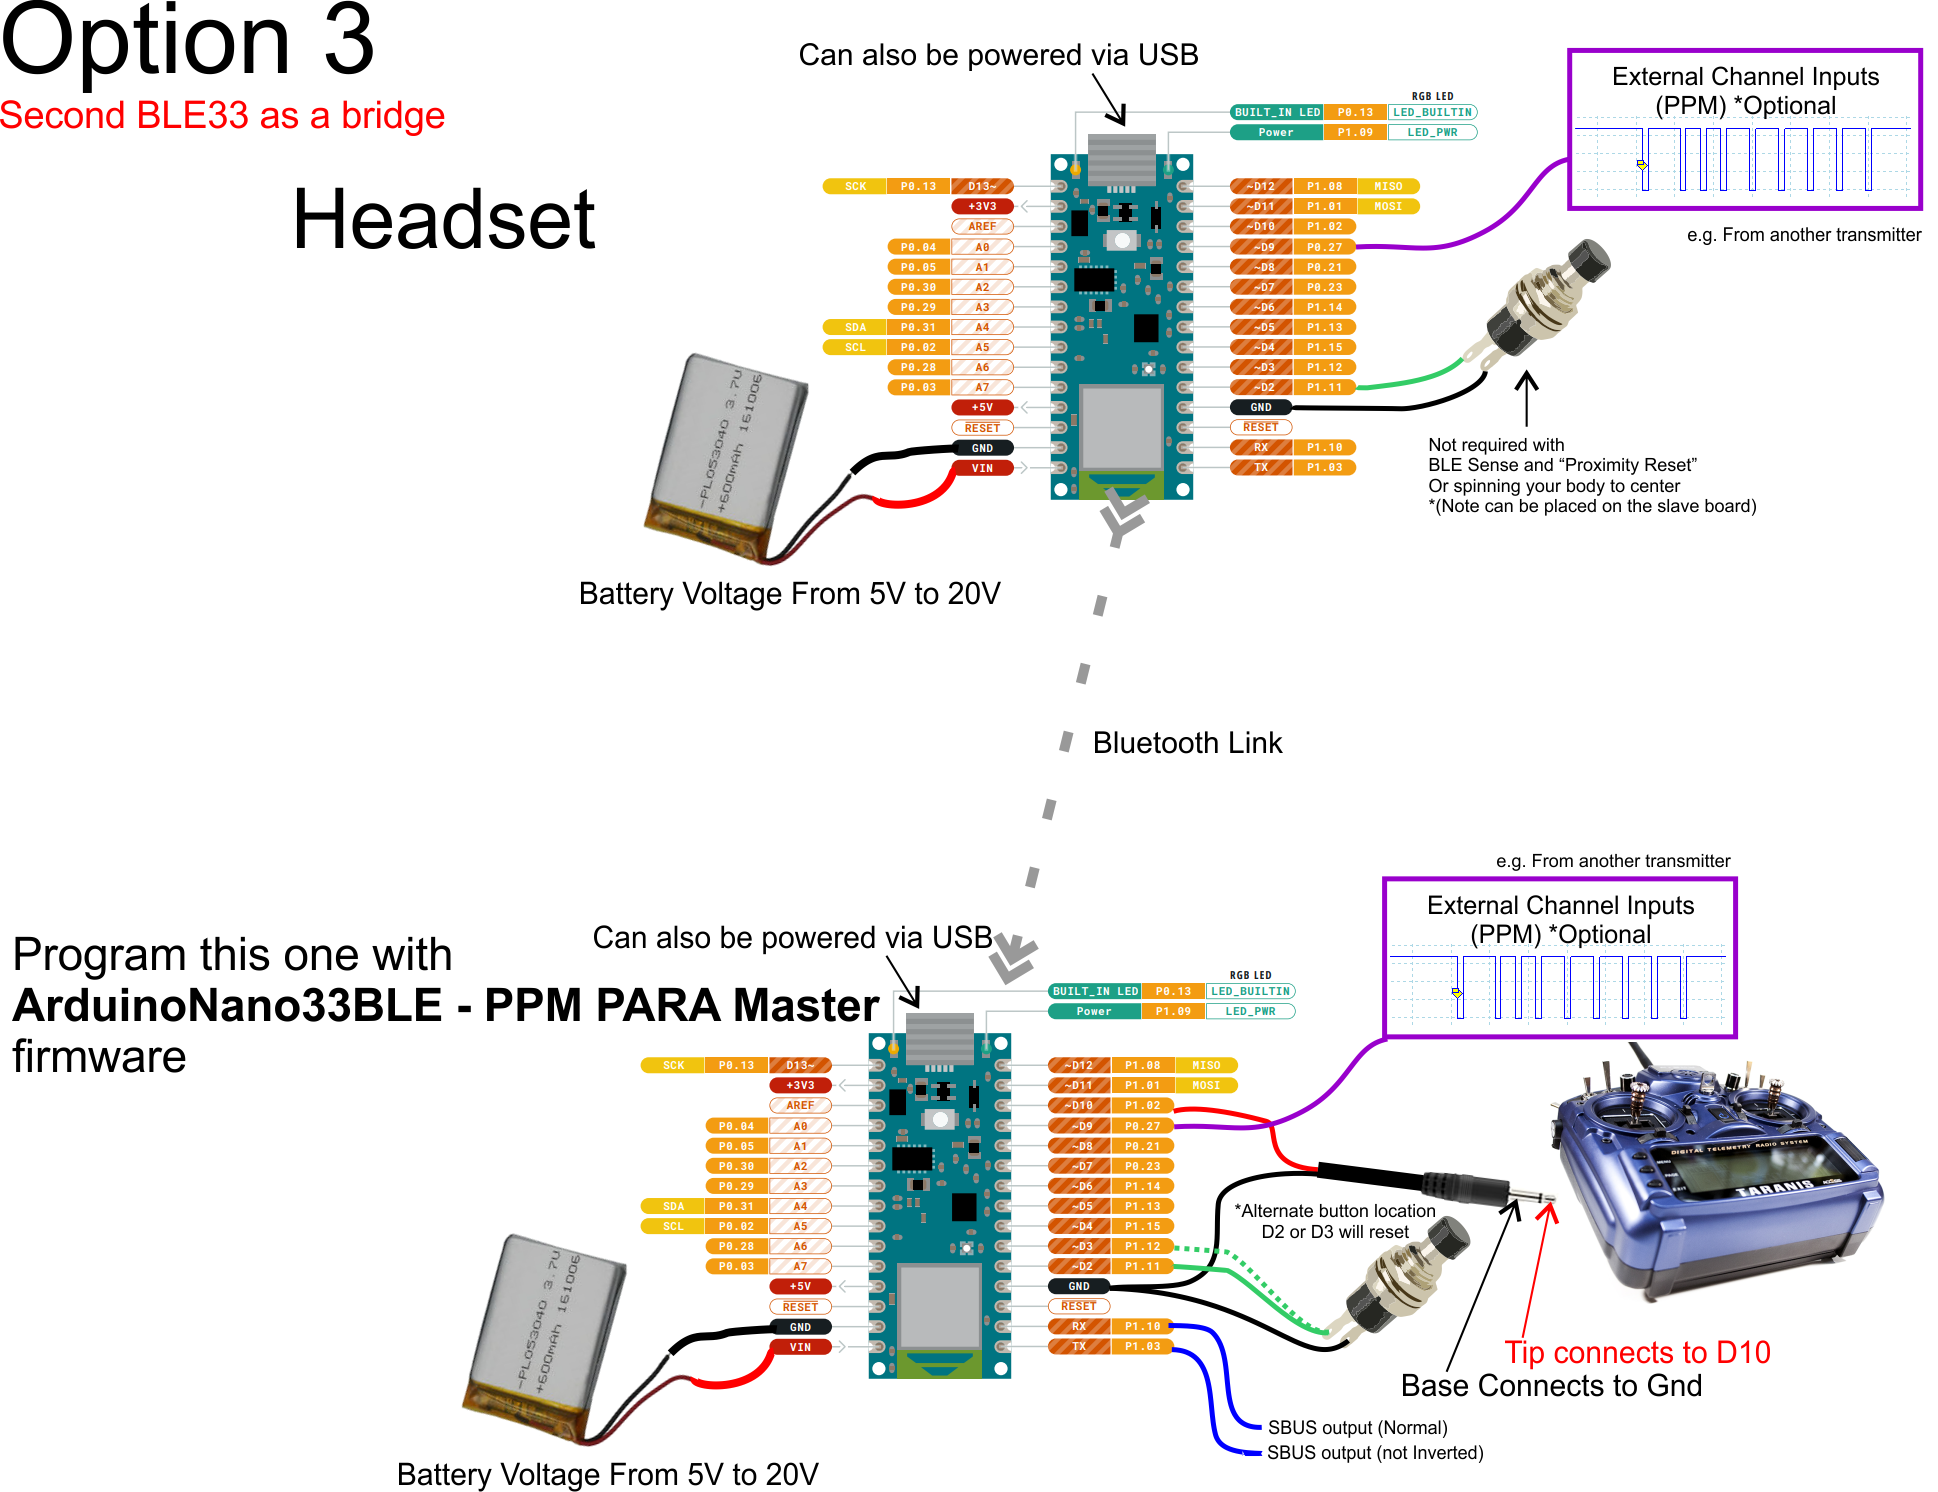 Option 3
Second BLE33 as a bridge
Headset
Can also be powered via USB
RGB LED
BUILT_IN LED P0.13 LED_BUILTIN
Power P1.09 LED_PWR
External Channel Inputs
(PPM) *Optional
e.g. From another transmitter
SCK P0.13 D13~
+3V3
AREF
P0.04 A0
P0.05 A1
P0.30 A2
P0.29 A3
SDA P0.31 A4
SCL P0.02 A5
P0.28 A6
P0.03 A7
+5V
RESET
GND
VIN
~D12 P1.08 MISO
~D11 P1.01 MOSI
~D10 P1.02
~D9 P0.27
~D8 P0.21
~D7 P0.23
~D6 P1.14
~D5 P1.13
~D4 P1.15
~D3 P1.12
~D2 P1.11
GND
RESET
RX P1.10
TX P1.03
-PL053040 3.7V
+600mAh 161006
Not required with
BLE Sense and “Proximity Reset”
Or spinning your body to center
*(Note can be placed on the slave board)
Battery Voltage From 5V to 20V
Bluetooth Link
Program this one with
ArduinoNano33BLE - PPM PARA Master
firmware
Can also be powered via USB
RGB LED
BUILT_IN LED P0.13 LED_BUILTIN
Power P1.09 LED_PWR
e.g. From another transmitter
External Channel Inputs
(PPM) *Optional
SCK P0.13 D13~
+3V3
AREF
P0.04 A0
P0.05 A1
P0.30 A2
P0.29 A3
SDA P0.31 A4
SCL P0.02 A5
P0.28 A6
P0.03 A7
+5V
RESET
GND
VIN
~D12 P1.08 MISO
~D11 P1.01 MOSI
~D10 P1.02
~D9 P0.27
~D8 P0.21
~D7 P0.23
~D6 P1.14
~D5 P1.13
~D4 P1.15
~D3 P1.12
~D2 P1.11
GND
RESET
RX P1.10
TX P1.03
-PL053040 3.7V
+600mAh 161006
*Alternate button location
D2 or D3 will reset
DIGITAL TELEMETRY RADIO SYSTEM
TARANIS
Tip connects to D10
Base Connects to Gnd
SBUS output (Normal)
SBUS output (not Inverted)
Battery Voltage From 5V to 20V